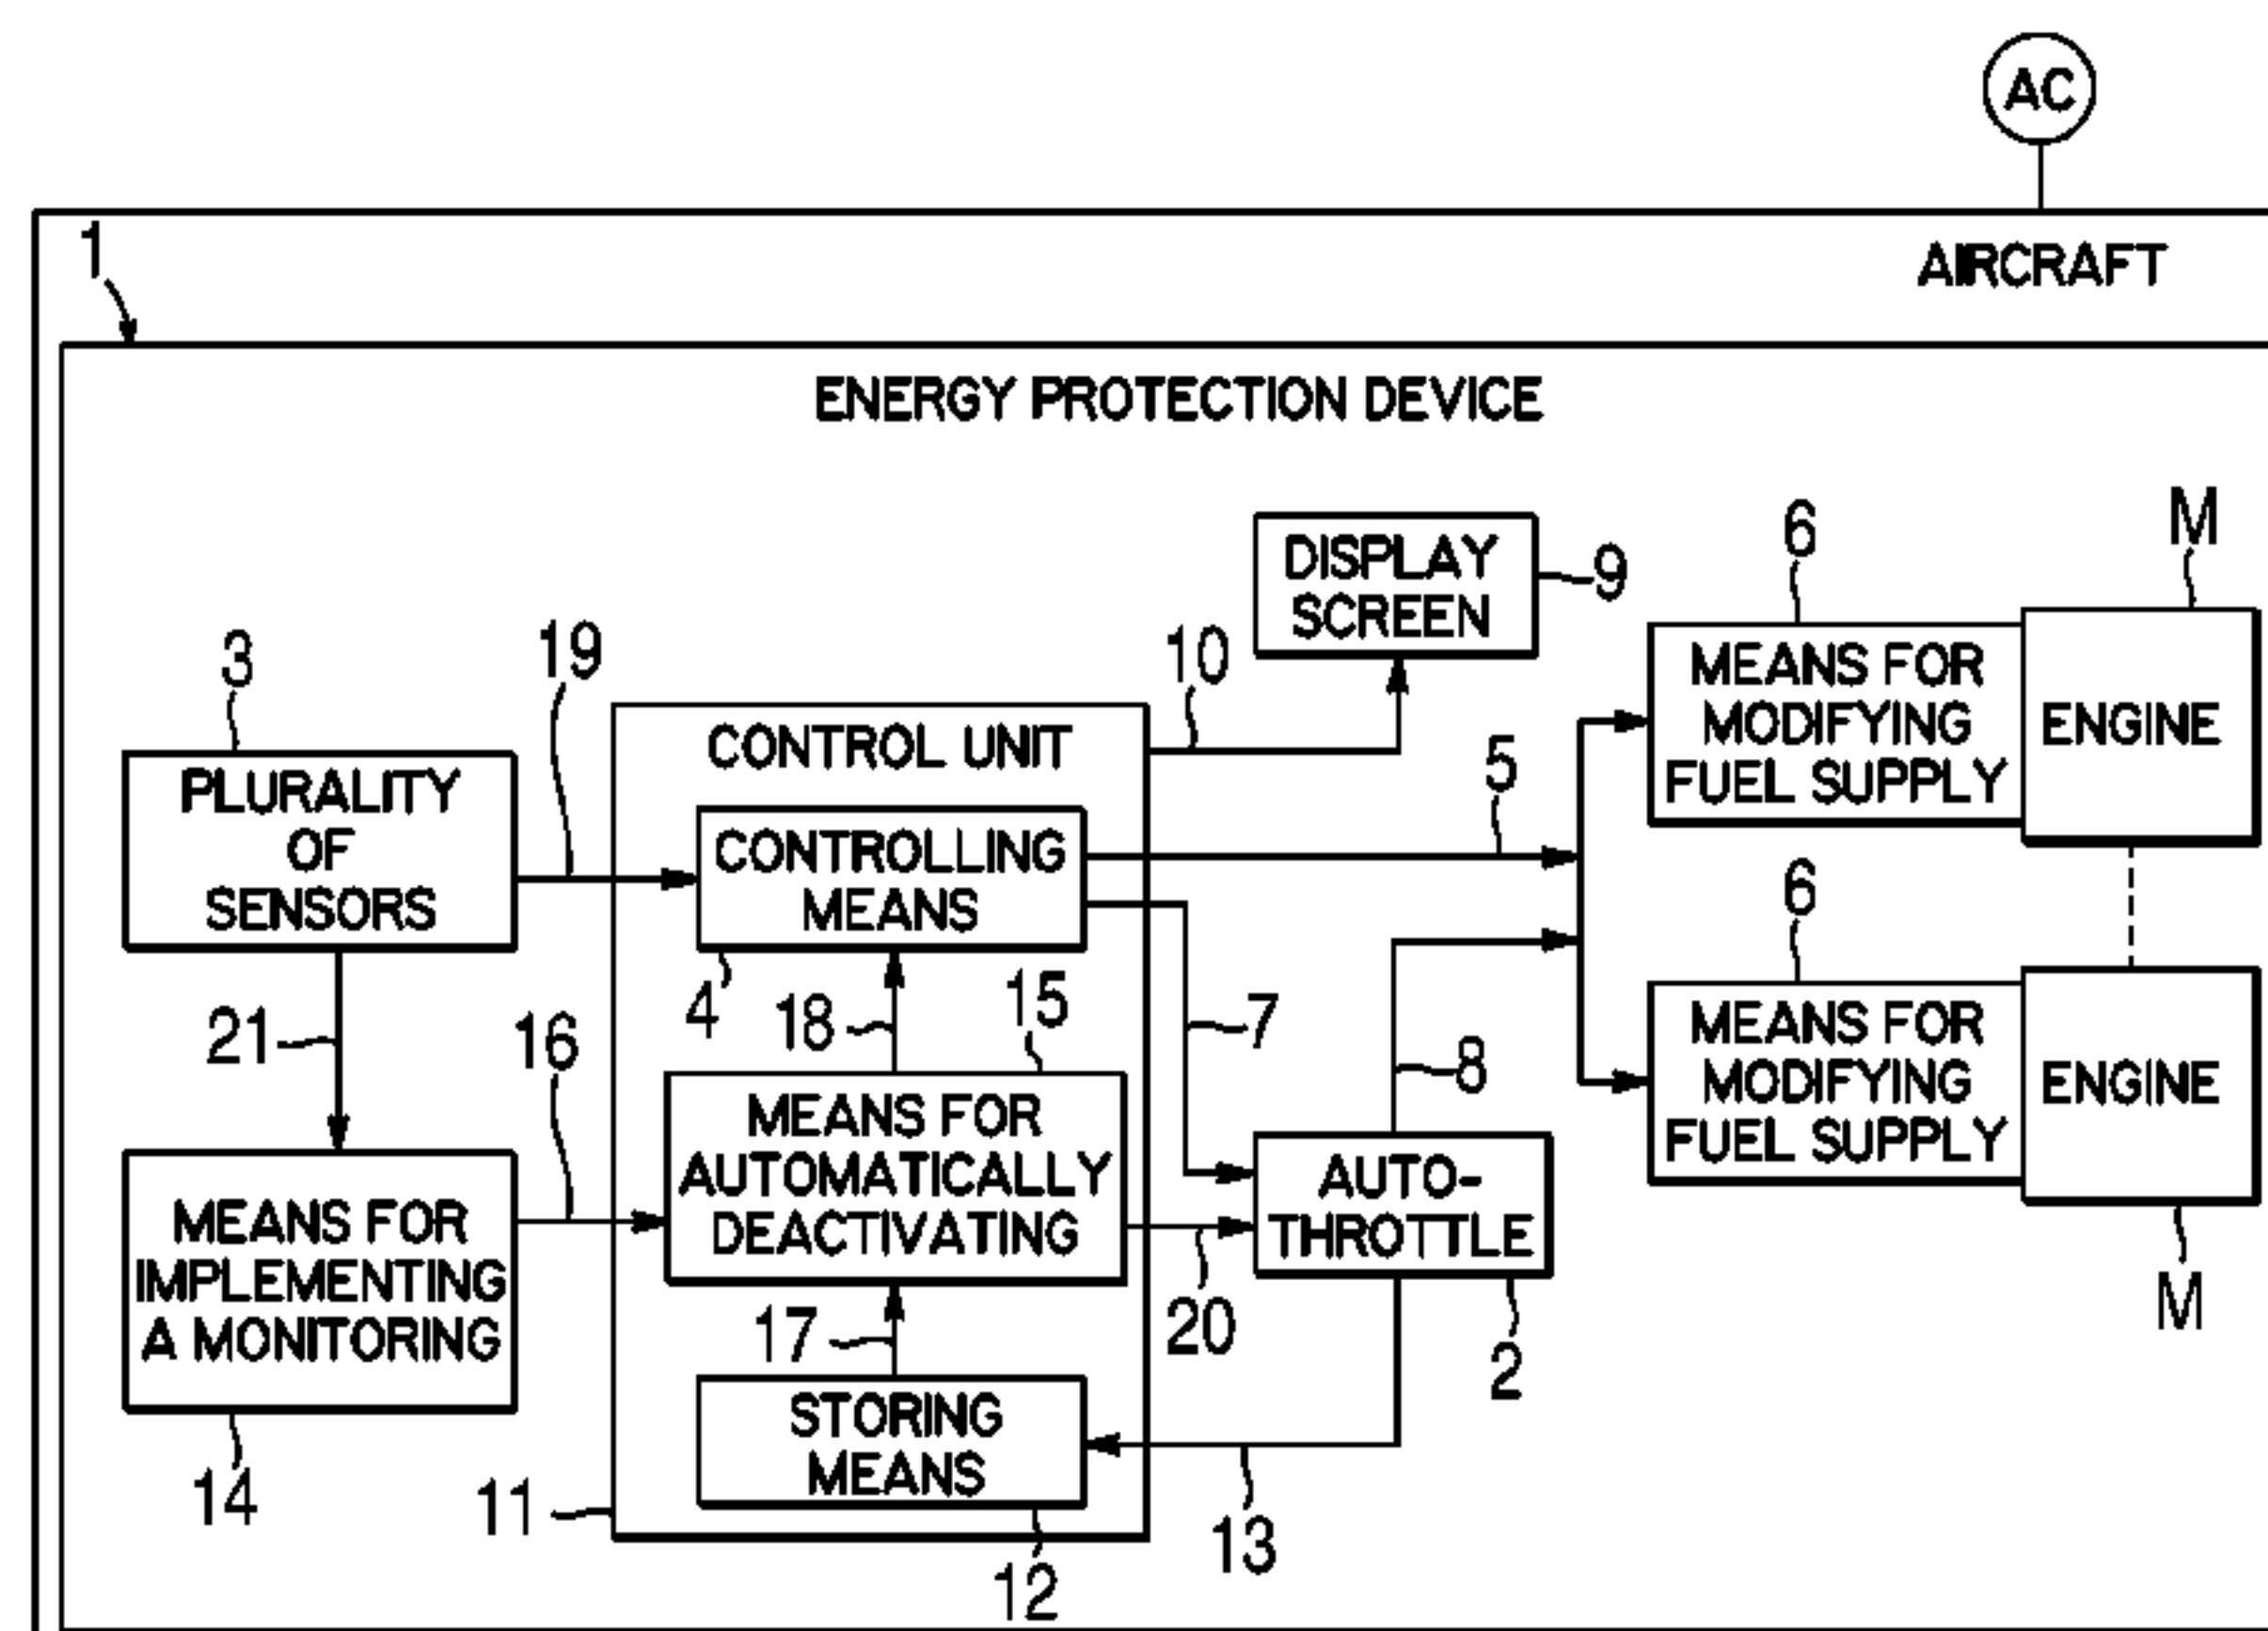 AC
AIRCRAFT
1
ENERGY PROTECTION DEVICE
DISPLAY
SCREEN
9
6
M
3
19
10
MEANS FOR
MODIFYING
FUEL SUPPLY
ENGINE
CONTROL UNIT
5
PLURALITY
OF
SENSORS
CONTROLLING
MEANS
6
4
18
15
7
21
16
8
MEANS FOR
MODIFYING
FUEL SUPPLY
ENGINE
MEANS FOR
AUTOMATICALLY
DEACTIVATING
AUTO-
THROTTLE
MEANS FOR
IMPLEMENTING
A MONITORING
17
20
2
M
STORING
MEANS
14
11
12
13